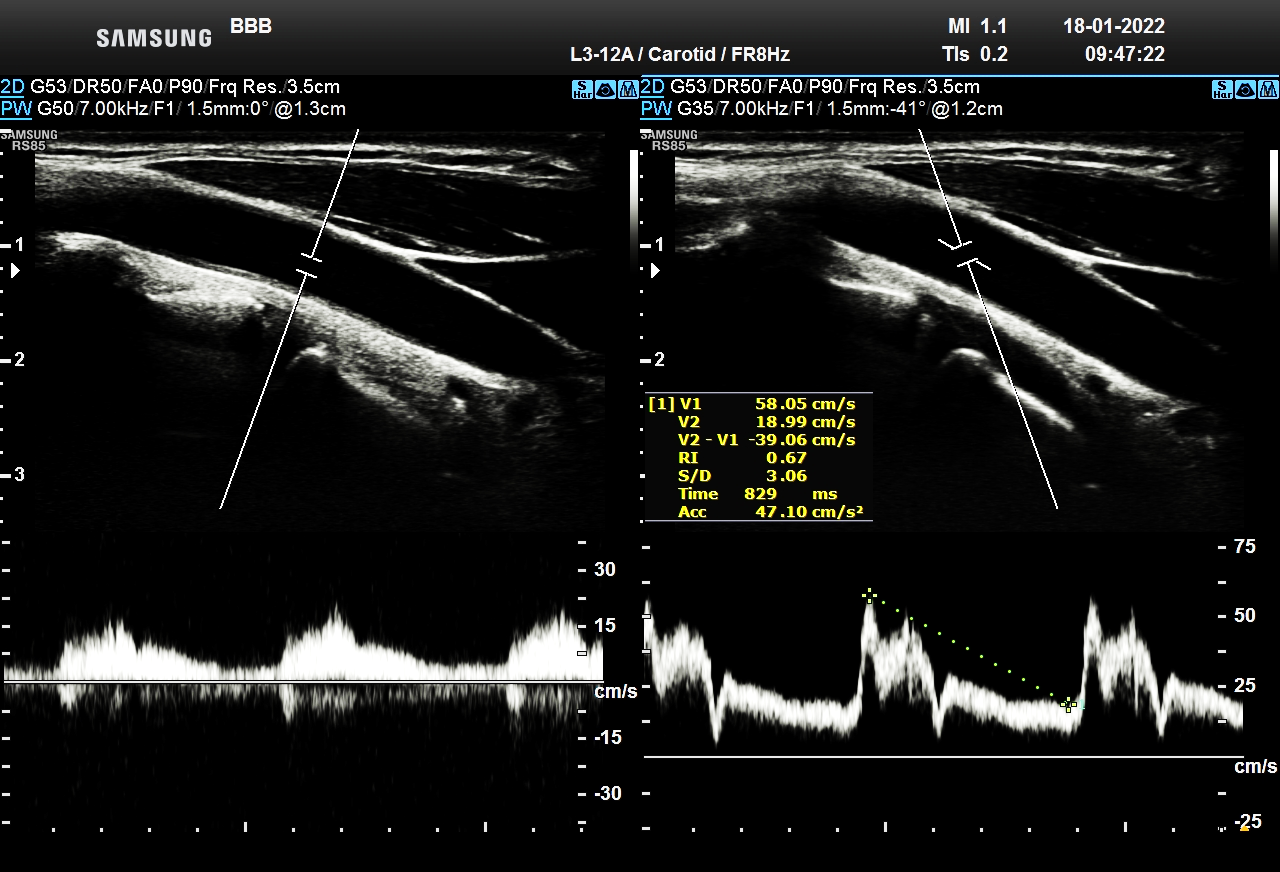 SAMSUNG BBB MI 1.1 18-01-2022
L3-12A / Carotid / FR8Hz TIs 0.2 09:47:22
2D G53/DR50/FA0/P90/Frq Res./3.5cm S Har M
PW G50/7.00kHz/F1/ 1.5mm:0°/@1.3cm
SAMSUNG
RS85
1
2
3
30
15
cm/s
-15
-30
2D G53/DR50/FA0/P90/Frq Res./3.5cm S Har M
PW G35/7.00kHz/F1/ 1.5mm:-41°/@1.2cm
SAMSUNG
RS85
1
2
[1] V1 58.05 cm/s
V2 18.99 cm/s
V2 - V1 -39.06 cm/s
RI 0.67
S/D 3.06
Time 829 ms
Acc 47.10 cm/s²
75
50
25
cm/s
-25